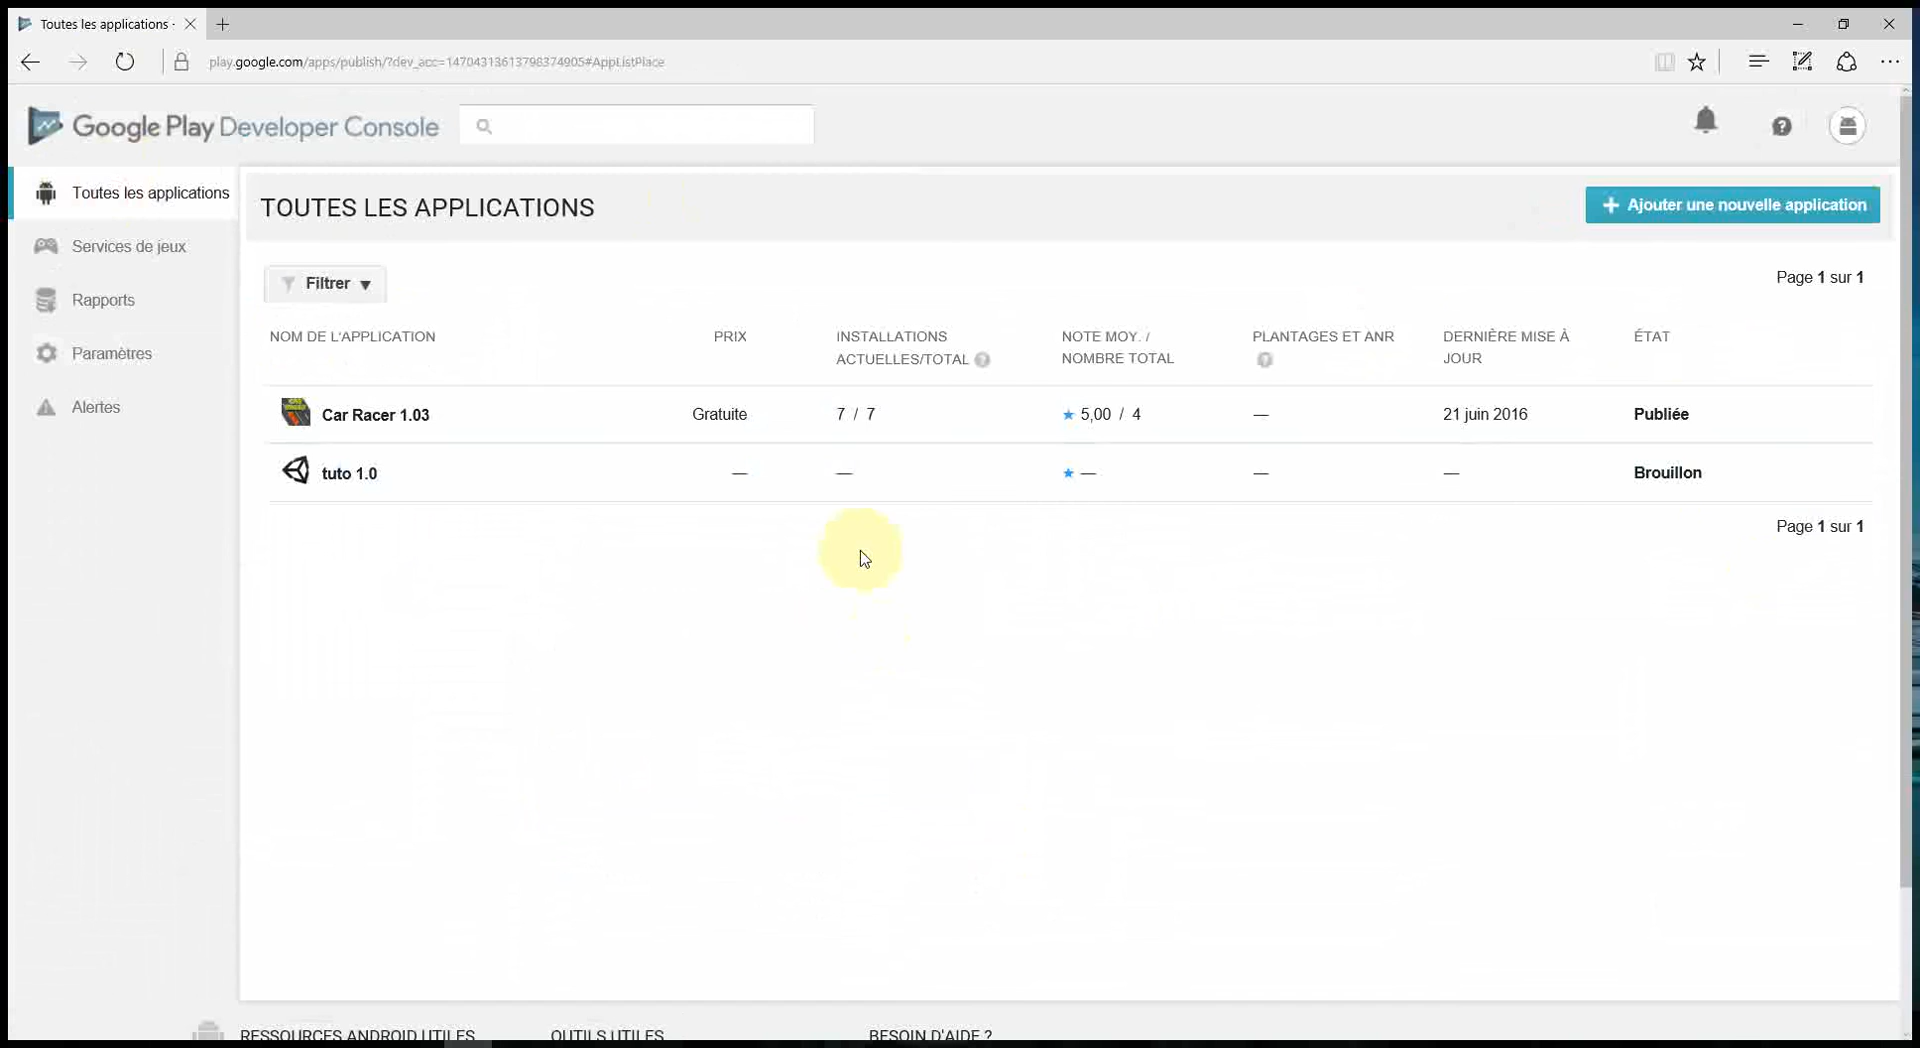 Toutes les applications -
play.google.com/apps/publish/?dev_acc=14704313613798374905#AppListPlace
Google Play Developer Console
Toutes les applications
Services de jeux
Rapports
Paramètres
Alertes
TOUTES LES APPLICATIONS
Ajouter une nouvelle application
Filtrer
Page 1 sur 1
NOM DE L'APPLICATION PRIX INSTALLATIONS ACTUELLES/TOTAL NOTE MOY. / NOMBRE TOTAL PLANTAGES ET ANR DERNIÈRE MISE À JOUR ÉTAT
Car Racer 1.03 Gratuite 7 / 7 5,00 / 4 — 21 juin 2016 Publiée
tuto 1.0 — — — — — Brouillon
Page 1 sur 1
RESSOURCES ANDROID UTILES OUTILS UTILES BESOIN D'AIDE ?